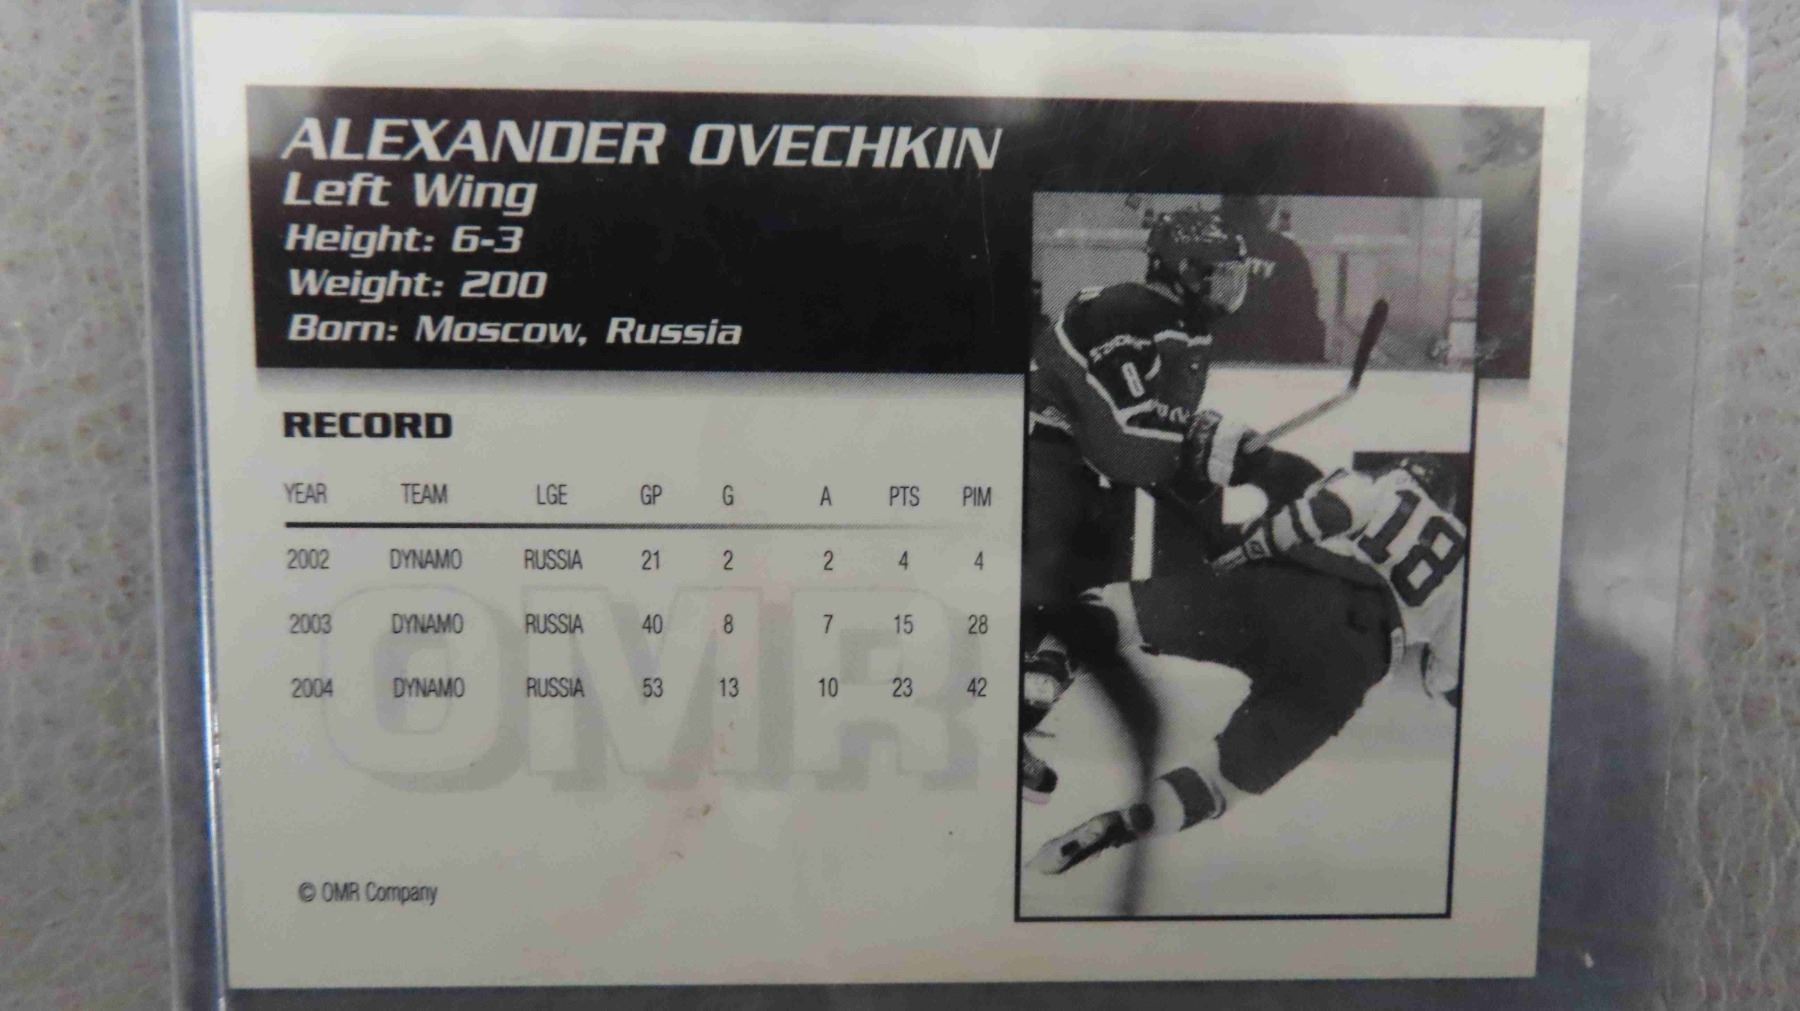 ALEXANDER OVECHKIN
Left Wing
Height: 6-3
Weight: 200
Born: Moscow, Russia
RECORD
YEAR TEAM LGE GP G A PTS PIM
2002 DYNAMO RUSSIA 21 2 2 4 4
2003 DYNAMO RUSSIA 40 8 7 15 28
2004 DYNAMO RUSSIA 53 13 10 23 42
OMR
© OMR Company
8
18